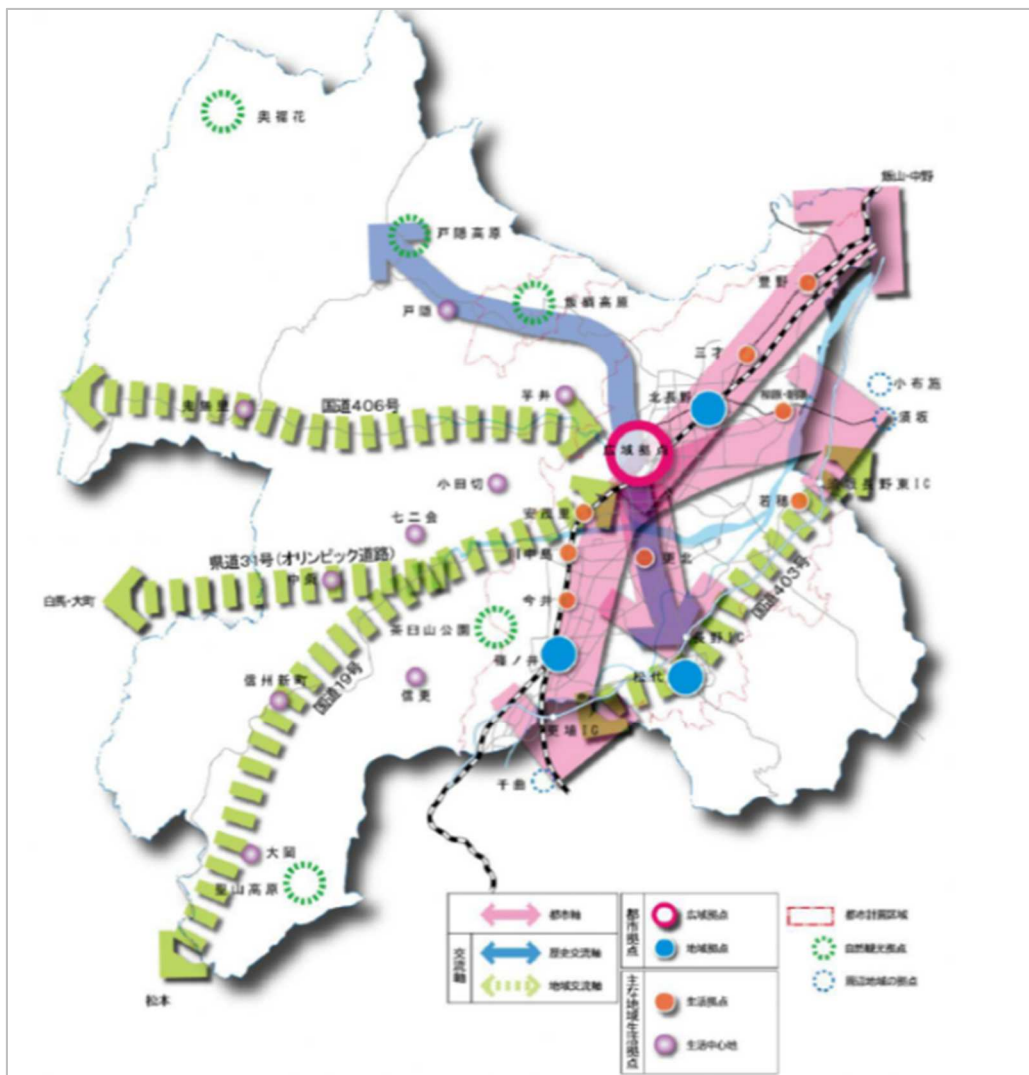 奥裾花
飯山・中野
戸隠高原
飯綱高原
豊野
戸隠
三才
小布施
北長野
芋井
国道406号
須坂
広域拠点
小田切
須坂長野東IC
安茂里
若穂
七二会
川中島
更北
県道31号(オリンピック道路)
中条
白馬・大町
国道403号
今井
茶臼山公園
長野IC
篠ノ井
松代
信更
信州新町
国道19号
更埴IC
千曲
大岡
聖山高原
松本
都市軸
交流軸
歴史交流軸
地域交流軸
都市拠点
広域拠点
地域拠点
主な地域生活拠点
生活拠点
生活中心地
都市計画区域
自然観光拠点
周辺地域の拠点